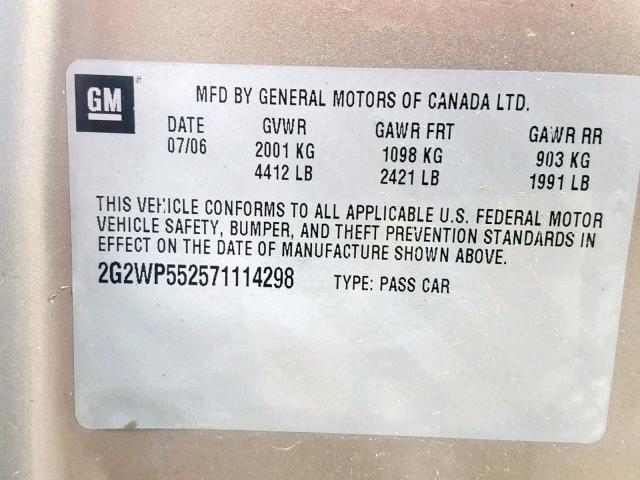 GM
MFD BY GENERAL MOTORS OF CANADA LTD.
DATE GVWR GAWR FRT GAWR RR
07/06 2001 KG 1098 KG 903 KG
4412 LB 2421 LB 1991 LB
THIS VEHICLE CONFORMS TO ALL APPLICABLE U.S. FEDERAL MOTOR
VEHICLE SAFETY, BUMPER, AND THEFT PREVENTION STANDARDS IN
EFFECT ON THE DATE OF MANUFACTURE SHOWN ABOVE.
2G2WP552571114298 TYPE: PASS CAR